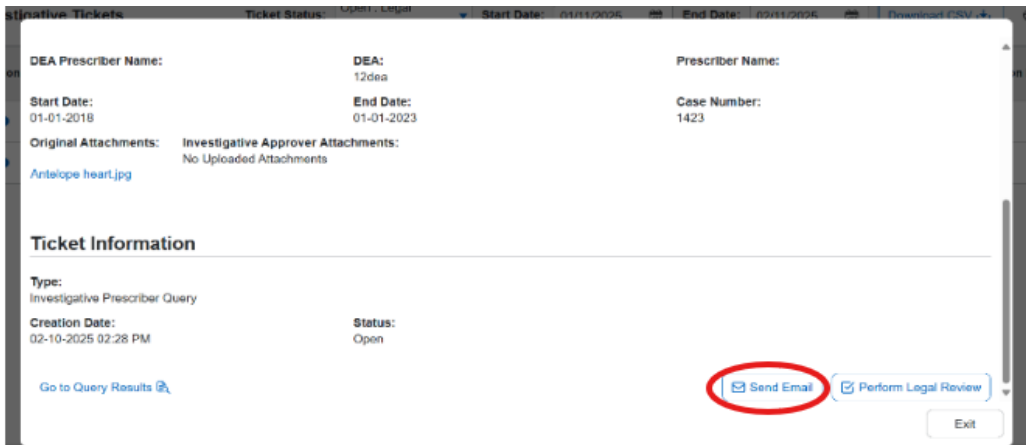 stigative Tickets Ticket Status: Open : Legal Start Date: 01/11/2025 End Date: 02/11/2025 Download CSV
DEA Prescriber Name: DEA: Prescriber Name:
12dea
Start Date: End Date: Case Number:
01-01-2018 01-01-2023 1423
Original Attachments: Investigative Approver Attachments:
No Uploaded Attachments
Antelope heart.jpg
Ticket Information
Type:
Investigative Prescriber Query
Creation Date: Status:
02-10-2025 02:28 PM Open
Go to Query Results Send Email Perform Legal Review
Exit